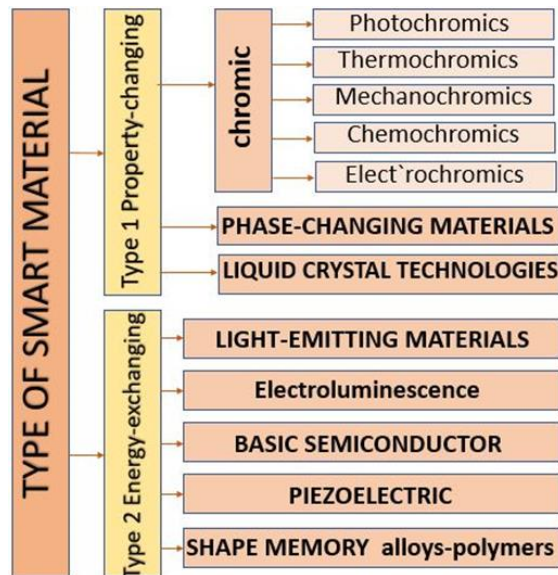 TYPE OF SMART MATERIAL
Type 1 Property-changing
chromic
Photochromics
Thermochromics
Mechanochromics
Chemochromics
Elect`rochromics
PHASE-CHANGING MATERIALS
LIQUID CRYSTAL TECHNOLOGIES
Type 2 Energy-exchanging
LIGHT-EMITTING MATERIALS
Electroluminescence
BASIC SEMICONDUCTOR
PIEZOELECTRIC
SHAPE MEMORY alloys-polymers